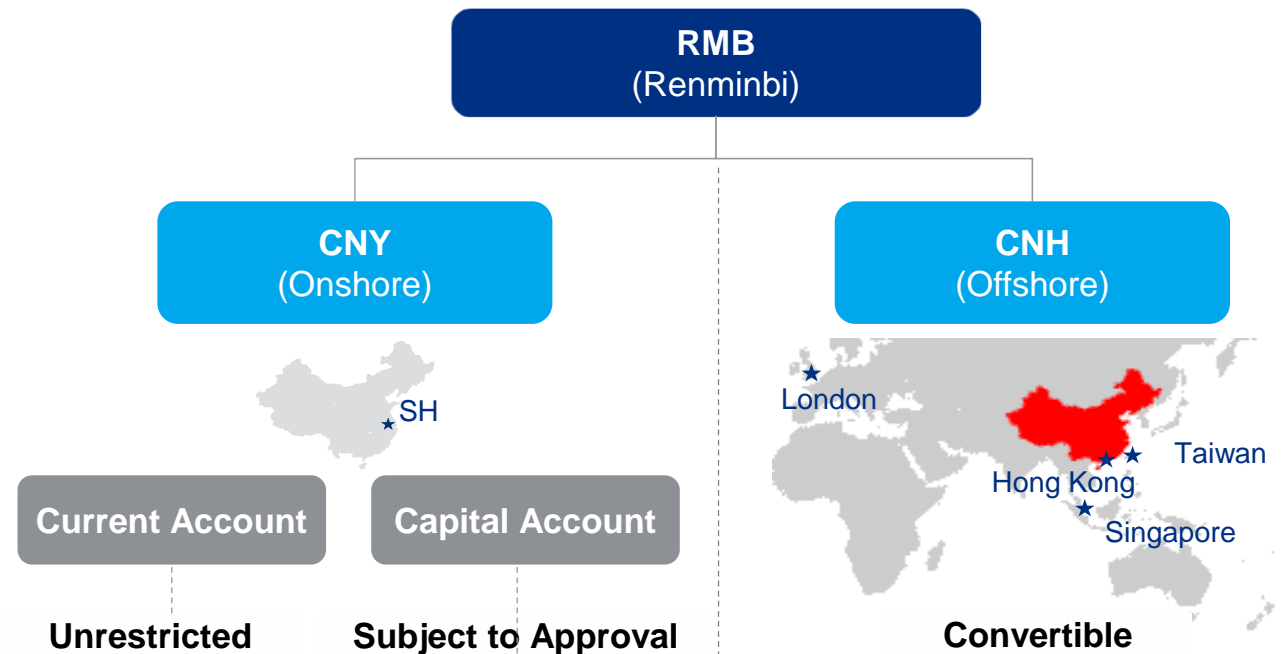 RMB
(Renminbi)
CNY
(Onshore)
CNH
(Offshore)
SH
London
Taiwan
Hong Kong
Singapore
Current Account
Capital Account
Unrestricted
Subject to Approval
Convertible